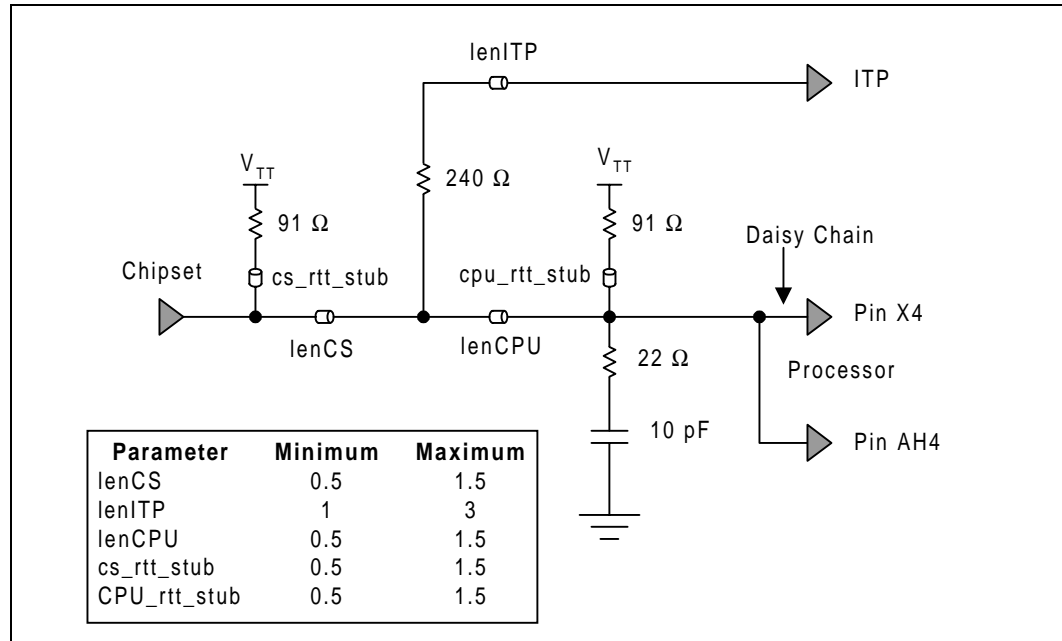 lenITP
ITP
V_TT
240 Ω
V_TT
91 Ω
91 Ω
Daisy Chain
Chipset
cs_rtt_stub
cpu_rtt_stub
Pin X4
lenCS
lenCPU
22 Ω
Processor
10 pF
Pin AH4
Parameter Minimum Maximum
lenCS 0.5 1.5
lenITP 1 3
lenCPU 0.5 1.5
cs_rtt_stub 0.5 1.5
CPU_rtt_stub 0.5 1.5